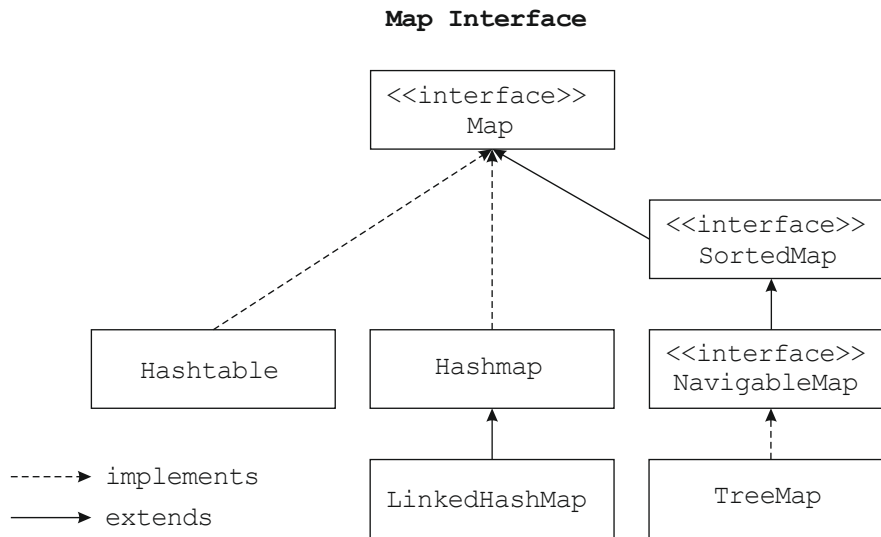 Map Interface
<<interface>>
Map
<<interface>>
SortedMap
Hashtable
Hashmap
<<interface>>
NavigableMap
implements
extends
LinkedHashMap
TreeMap